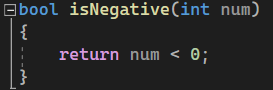 bool isNegative(int num)
{
    return num < 0;
}